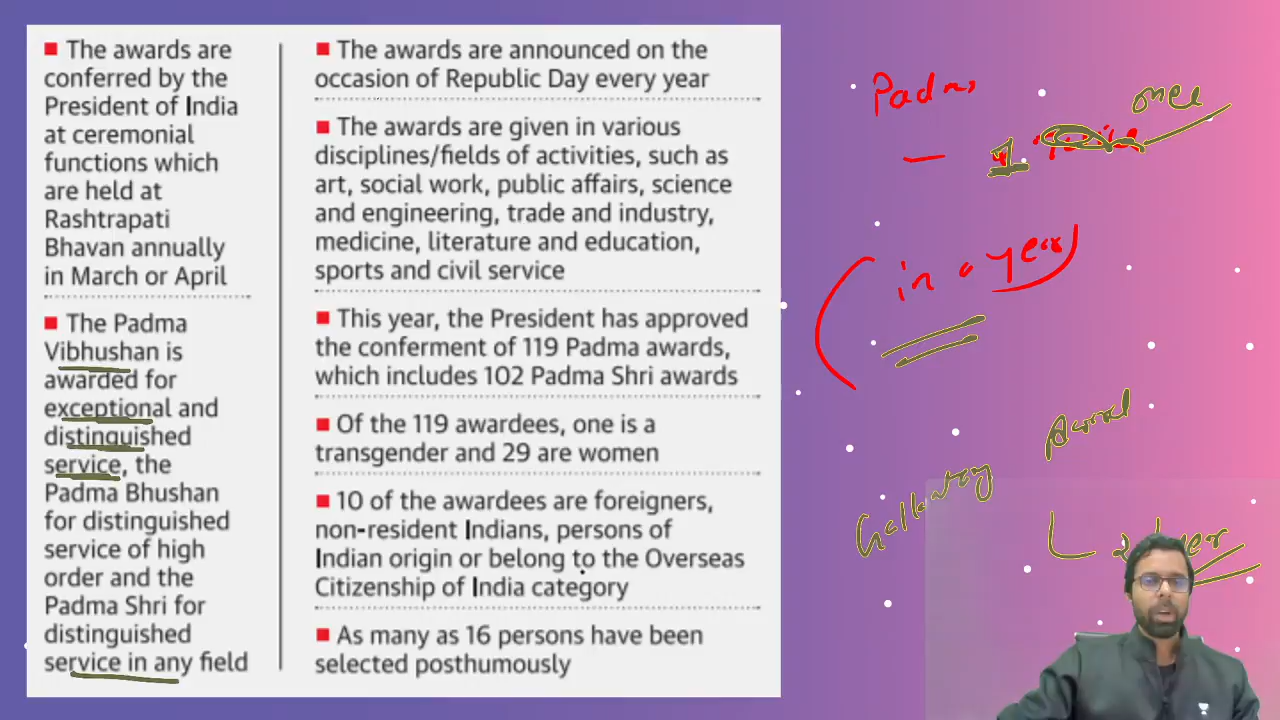 ■ The awards are
conferred by the
President of India
at ceremonial
functions which
are held at
Rashtrapati
Bhavan annually
in March or April
■ The Padma
Vibhushan is
awarded for
exceptional and
distinguished
service, the
Padma Bhushan
for distinguished
service of high
order and the
Padma Shri for
distinguished
service in any field
■ The awards are announced on the
occasion of Republic Day every year
■ The awards are given in various
disciplines/fields of activities, such as
art, social work, public affairs, science
and engineering, trade and industry,
medicine, literature and education,
sports and civil service
■ This year, the President has approved
the conferment of 119 Padma awards,
which includes 102 Padma Shri awards
■ Of the 119 awardees, one is a
transgender and 29 are women
■ 10 of the awardees are foreigners,
non-resident Indians, persons of
Indian origin or belong to the Overseas
Citizenship of India category
■ As many as 16 persons have been
selected posthumously
Padma
once
– 1
in a year